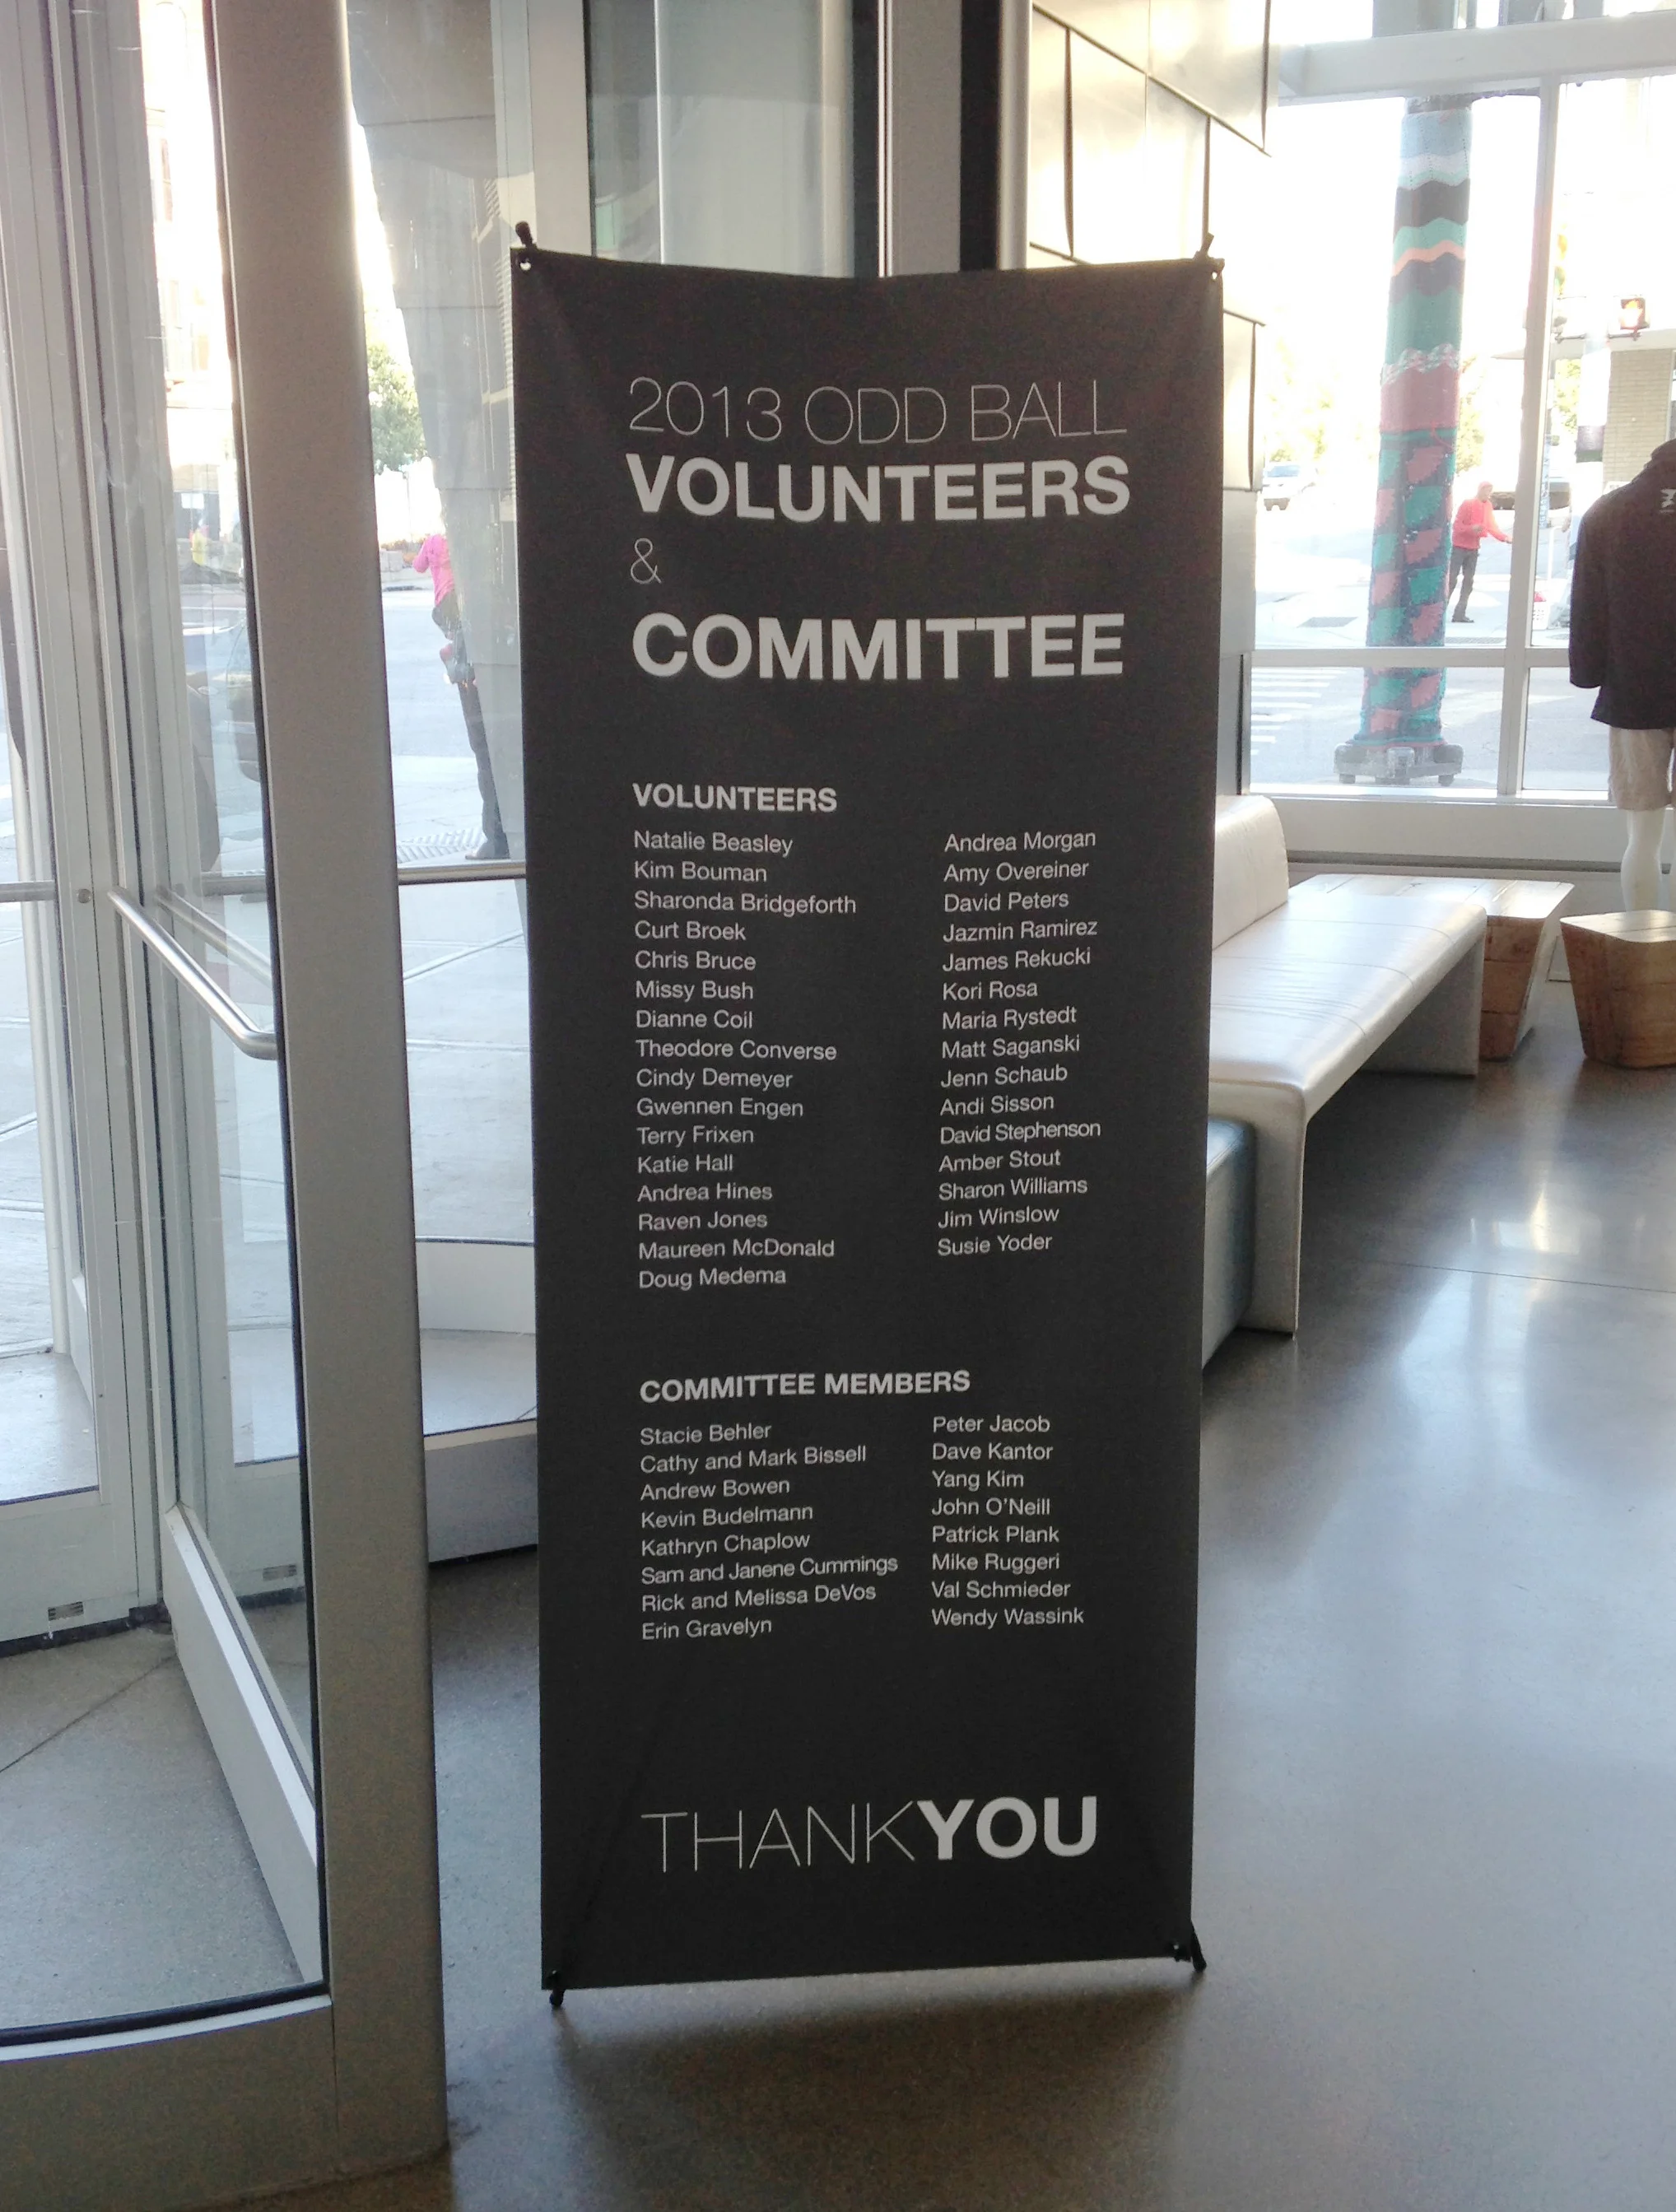 2013 ODD BALL
VOLUNTEERS
&
COMMITTEE
VOLUNTEERS
Natalie Beasley
Kim Bouman
Sharonda Bridgeforth
Curt Broek
Chris Bruce
Missy Bush
Dianne Coil
Theodore Converse
Cindy Demeyer
Gwennen Engen
Terry Frixen
Katie Hall
Andrea Hines
Raven Jones
Maureen McDonald
Doug Medema
Andrea Morgan
Amy Overeiner
David Peters
Jazmin Ramirez
James Rekucki
Kori Rosa
Maria Rystedt
Matt Saganski
Jenn Schaub
Andi Sisson
David Stephenson
Amber Stout
Sharon Williams
Jim Winslow
Susie Yoder
COMMITTEE MEMBERS
Stacie Behler
Cathy and Mark Bissell
Andrew Bowen
Kevin Budelmann
Kathryn Chaplow
Sam and Janene Cummings
Rick and Melissa DeVos
Erin Gravelyn
Peter Jacob
Dave Kantor
Yang Kim
John O'Neill
Patrick Plank
Mike Ruggeri
Val Schmieder
Wendy Wassink
THANKYOU